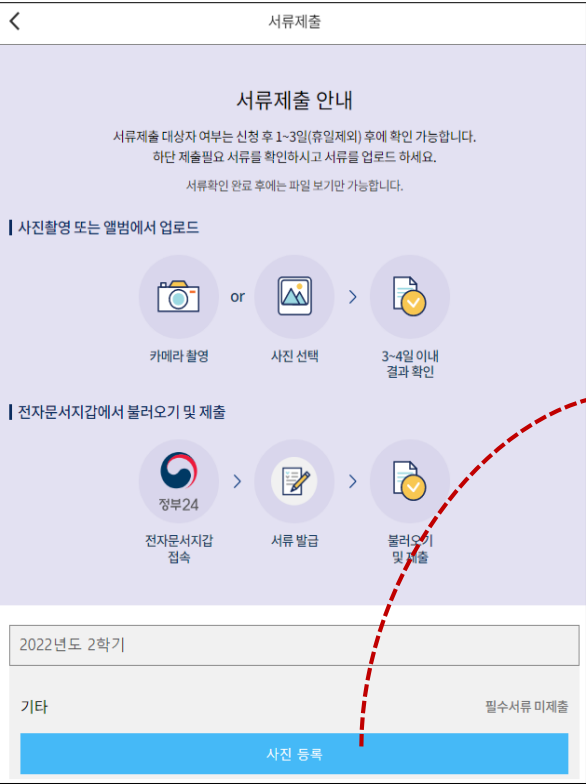 서류제출
서류제출 안내
서류제출 대상자 여부는 신청 후 1~3일(휴일제외) 후에 확인 가능합니다.
하단 제출필요 서류를 확인하시고 서류를 업로드 하세요.
서류확인 완료 후에는 파일 보기만 가능합니다.
사진촬영 또는 앨범에서 업로드
or
카메라 촬영
사진 선택
3~4일 이내
결과 확인
전자문서지갑에서 불러오기 및 제출
정부24
전자문서지갑
접속
서류 발급
불러오기
및 제출
2022년도 2학기
기타
필수서류 미제출
사진 등록